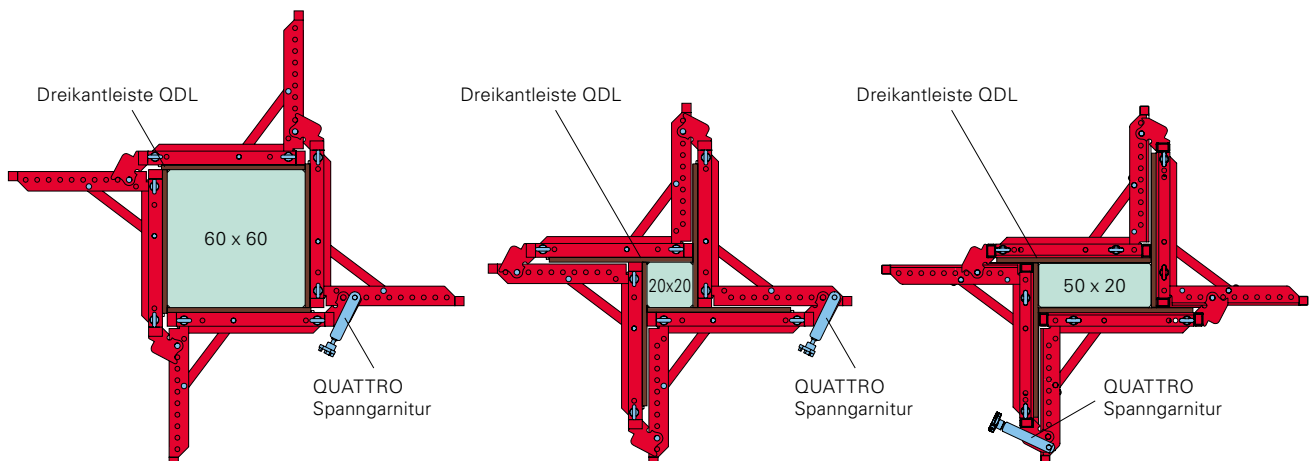 Dreikantleiste QDL
60 x 60
QUATTRO
Spanngarnitur
Dreikantleiste QDL
20x20
QUATTRO
Spanngarnitur
Dreikantleiste QDL
50 x 20
QUATTRO
Spanngarnitur